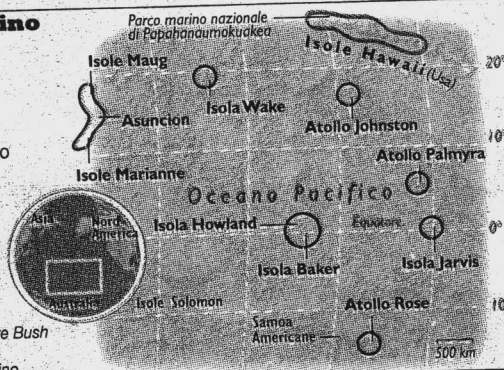 ino
Parco marino nazionale
di Papahanaumokuakea
Isole Hawaii (Usa)
20°
Isole Maug
Isola Wake
Asuncion
Atollo Johnston
10°
o
Atollo Palmyra
Isole Marianne
Oceano Pacifico
Asia
Nord-
America
Isola Howland
Equatore
0°
Isola Baker
Isola Jarvis
Australia
Isole Solomon
Atollo Rose
10
Samoa
Americane
e Bush
500 km
ino